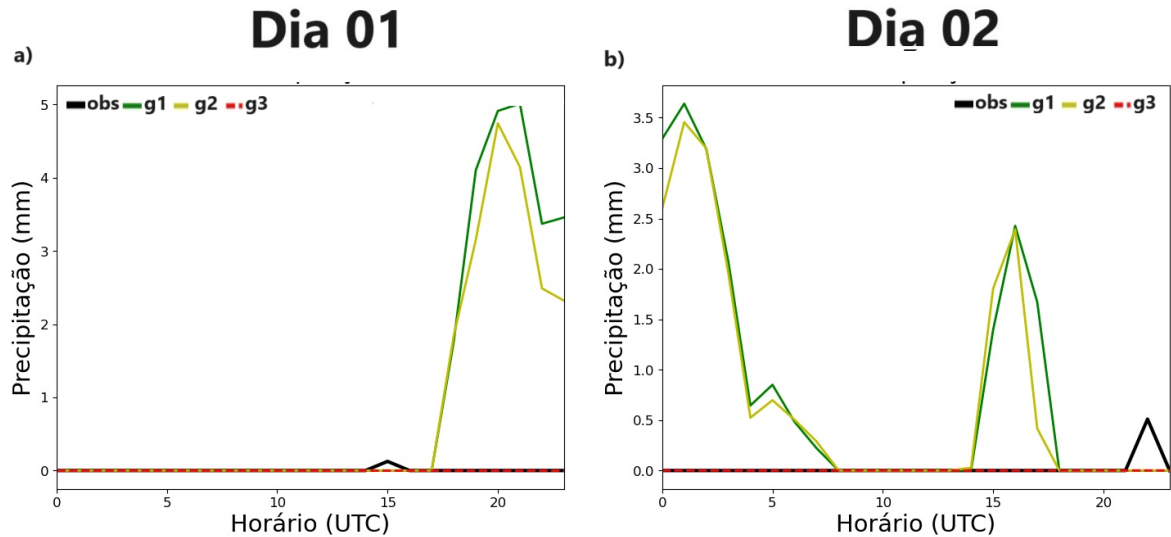 Dia 01
Dia 02
a)
b)
obs g1 g2 g3
5
4
3
2
1
0
Precipitação (mm)
0 5 10 15 20
Horário (UTC)
obs g1 g2 g3
3.5
3.0
2.5
2.0
1.5
1.0
0.5
0.0
Precipitação (mm)
0 5 10 15 20
Horário (UTC)